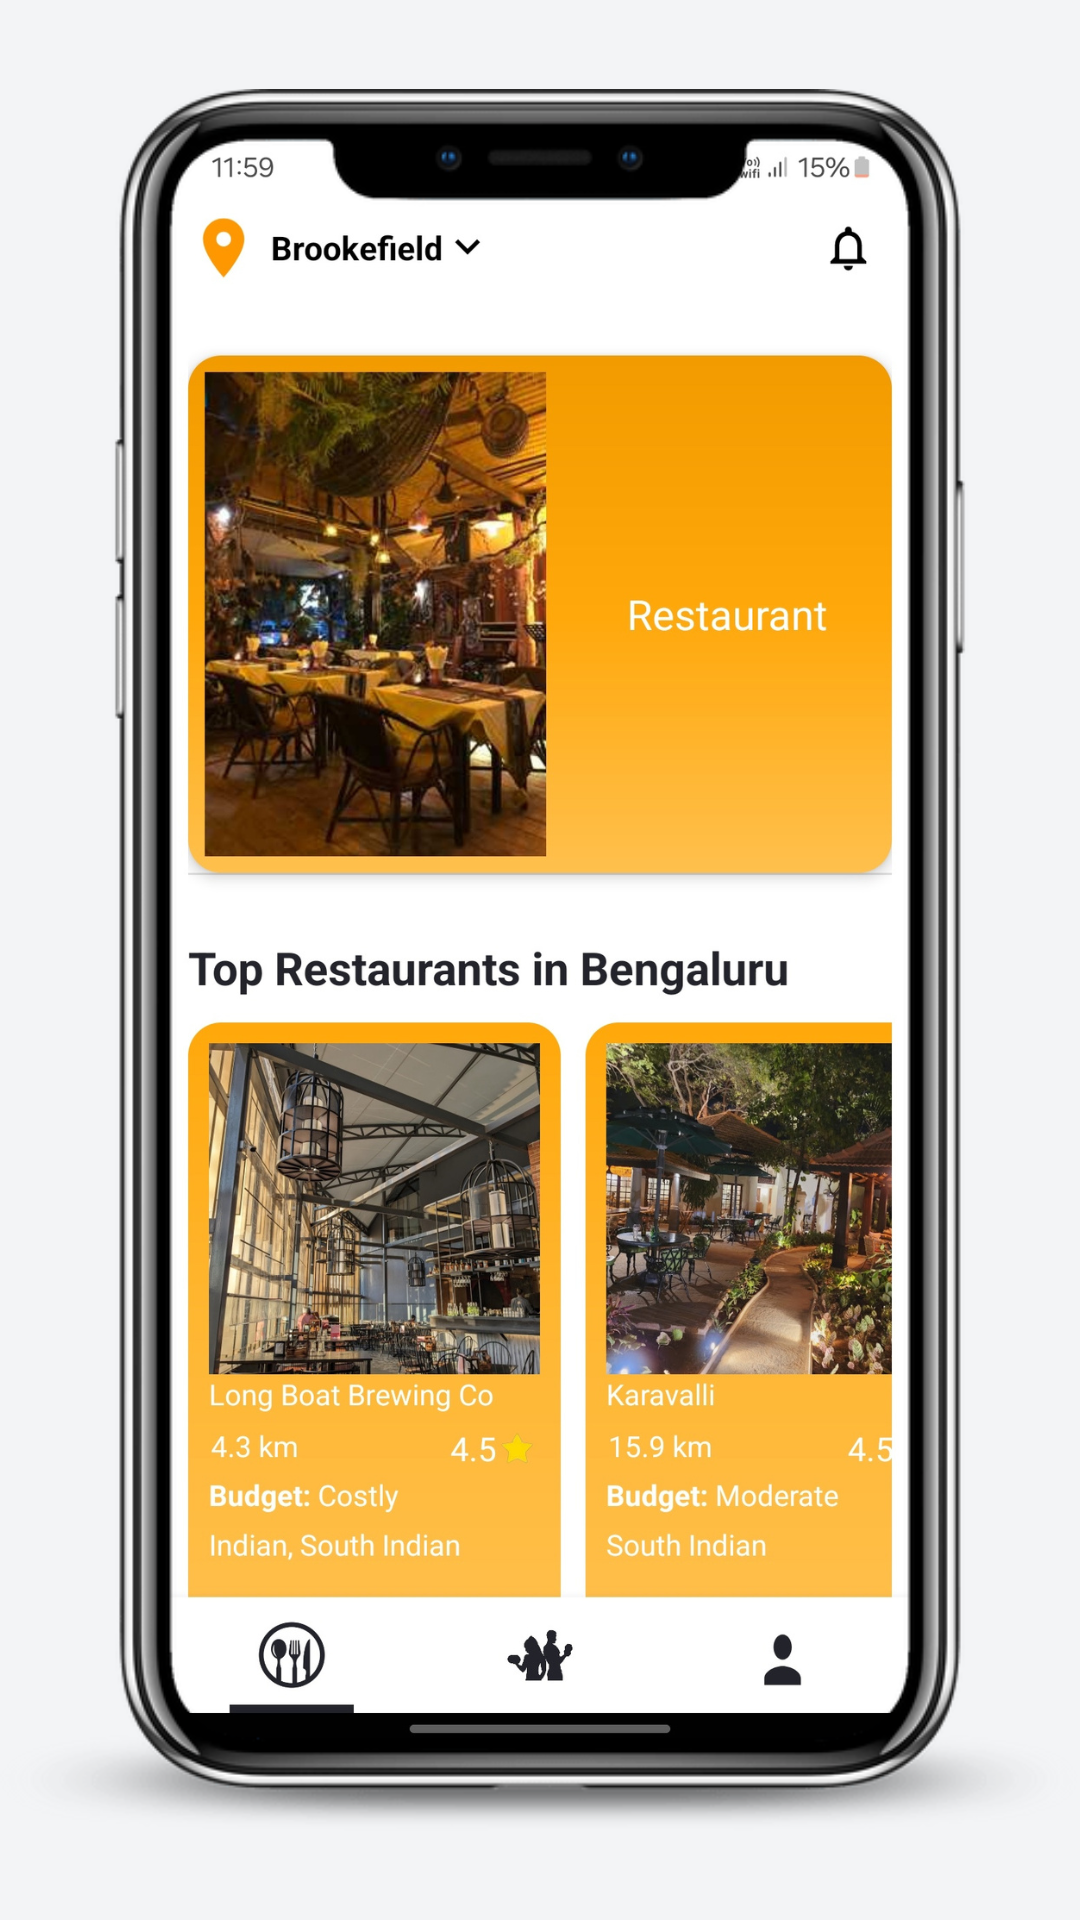 11:59
wifi 15%
Brookefield
Restaurant
Top Restaurants in Bengaluru
Long Boat Brewing Co
4.3 km 4.5
Budget: Costly
Indian, South Indian
Karavalli
15.9 km 4.5
Budget: Moderate
South Indian